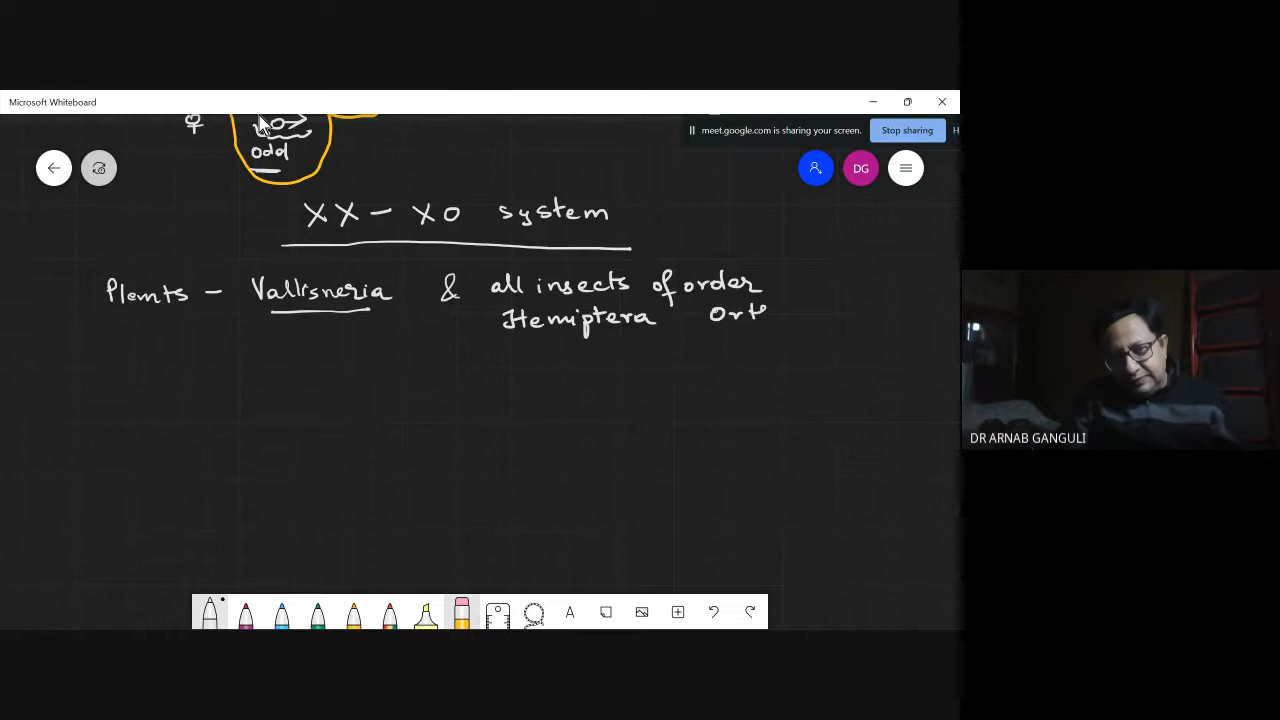 Microsoft Whiteboard
meet.google.com is sharing your screen.
Stop sharing
H
odd
DG
XX - XO system
Plants - Vallisneria & all insects of order
Hemiptera Ort
A
DR ARNAB GANGULI